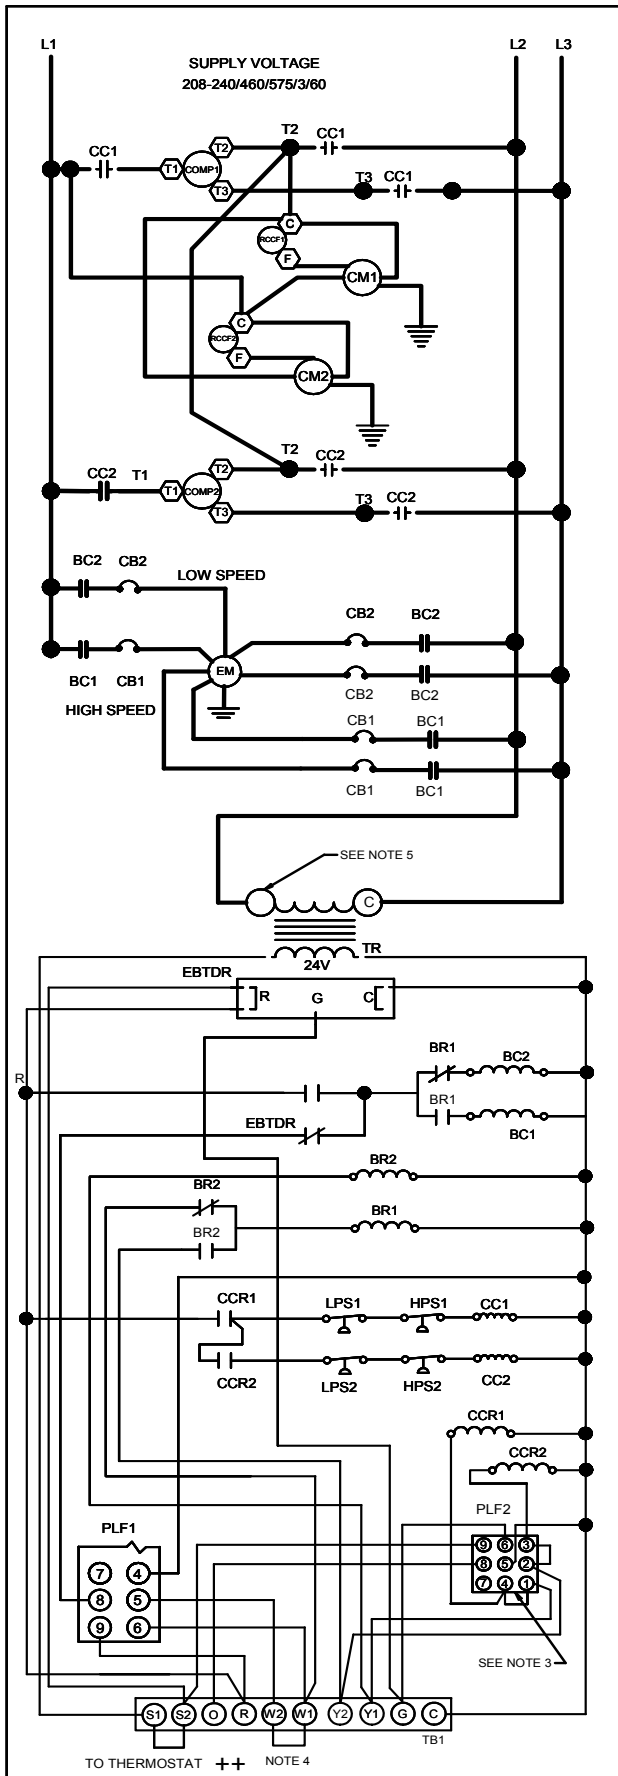 L1 L2 L3
SUPPLY VOLTAGE
208-240/460/575/3/60
T2 CC1
CC1 T2
T1 COMP1
T3 T3 CC1
C
RCCF1
F
CM1
C
RCCF2
F
CM2
T2 CC2
CC2 T1 T1 COMP2 T2
T3 T3 CC2
BC2 CB2 LOW SPEED
CB2 BC2
EM
BC1 CB1 CB2 BC2
HIGH SPEED
CB1 BC1
CB1 BC1
SEE NOTE 5
C
TR
24V
EBTDR
R G C
BR1 BC2
R
BR1
EBTDR BC1
BR2
BR2
BR2 BR1
CCR1 LPS1 HPS1 CC1
CCR2 LPS2 HPS2 CC2
CCR1
CCR2
PLF2
PLF1
9 6 3
7 4 8 5 2
8 5 7 4 1
9 6
SEE NOTE 3
S1 S2 O R W2 W1 Y2 Y1 G C
TB1
TO THERMOSTAT ++ NOTE 4